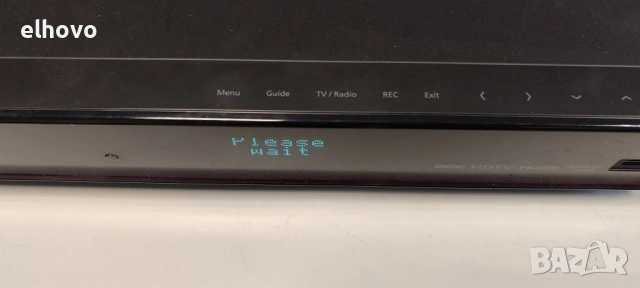 elhovo
Menu Guide TV/Radio REC Exit
Please
wait
HDTV HDMI
BAZAR